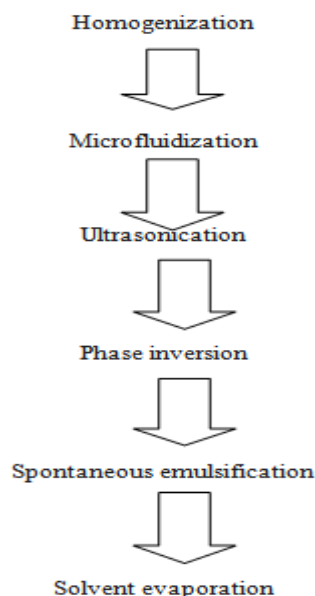 Homogenization
Microfluidization
Ultrasonication
Phase inversion
Spontaneous emulsification
Solvent evaporation